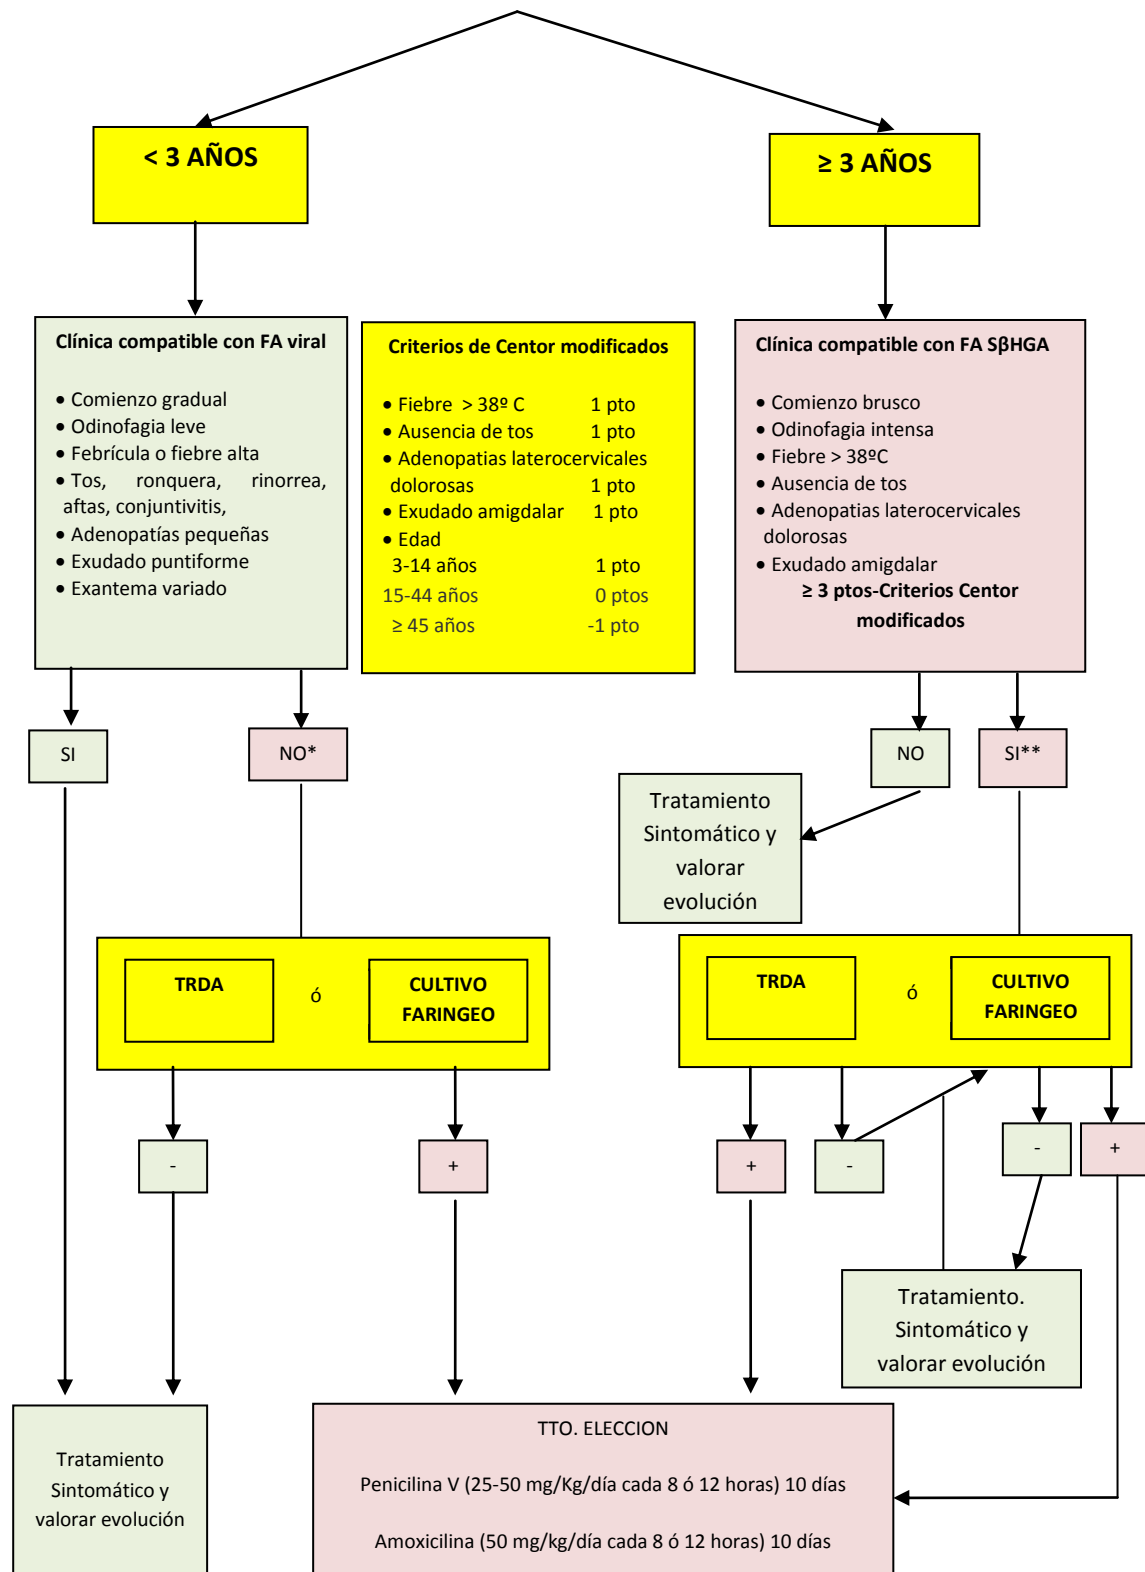 < 3 AÑOS
≥ 3 AÑOS
Clínica compatible con FA viral
• Comienzo gradual
• Odinofagia leve
• Febrícula o fiebre alta
• Tos, ronquera, rinorrea,
aftas, conjuntivitis,
• Adenopatías pequeñas
• Exudado puntiforme
• Exantema variado
Criterios de Centor modificados
• Fiebre > 38º C 1 pto
• Ausencia de tos 1 pto
• Adenopatias laterocervicales
dolorosas 1 pto
• Exudado amigdalar 1 pto
• Edad
3-14 años 1 pto
15-44 años 0 ptos
≥ 45 años -1 pto
Clínica compatible con FA SβHGA
• Comienzo brusco
• Odinofagia intensa
• Fiebre > 38ºC
• Ausencia de tos
• Adenopatias laterocervicales
dolorosas
• Exudado amigdalar
≥ 3 ptos-Criterios Centor
modificados
SI
NO*
NO
SI**
Tratamiento
Sintomático y
valorar
evolución
TRDA
ó
CULTIVO
FARINGEO
TRDA
ó
CULTIVO
FARINGEO
-
+
+
-
-
+
Tratamiento.
Sintomático y
valorar evolución
Tratamiento
Sintomático y
valorar evolución
TTO. ELECCION
Penicilina V (25-50 mg/Kg/día cada 8 ó 12 horas) 10 días
Amoxicilina (50 mg/kg/día cada 8 ó 12 horas) 10 días